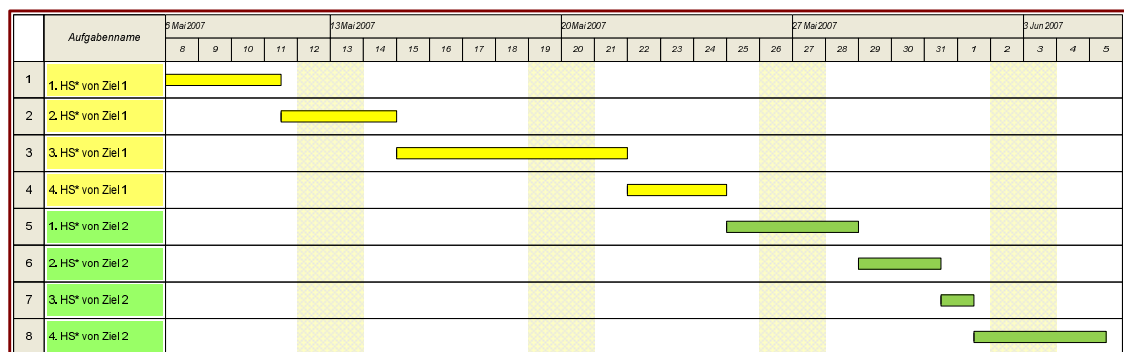 Aufgabenname
6 Mai 2007 13 Mai 2007 20 Mai 2007 27 Mai 2007 3 Jun 2007
8 9 10 11 12 13 14 15 16 17 18 19 20 21 22 23 24 25 26 27 28 29 30 31 1 2 3 4 5
1 1. HS* von Ziel 1
2 2. HS* von Ziel 1
3 3. HS* von Ziel 1
4 4. HS* von Ziel 1
5 1. HS* von Ziel 2
6 2. HS* von Ziel 2
7 3. HS* von Ziel 2
8 4. HS* von Ziel 2